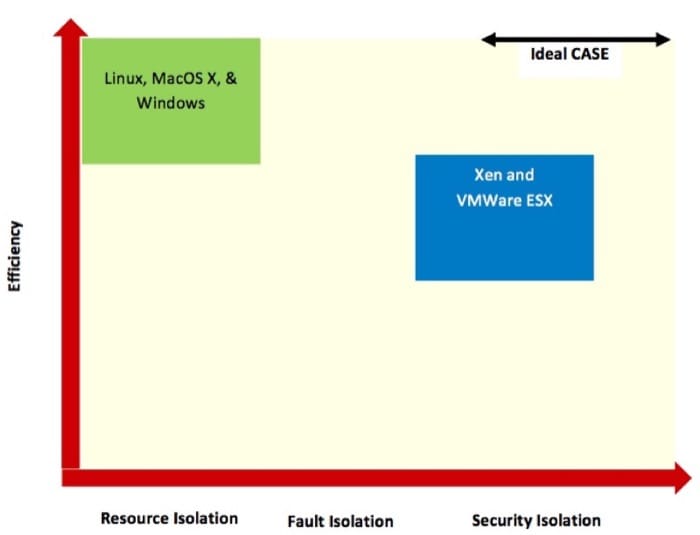 Ideal CASE
Linux, MacOS X, &
Windows
Xen and
VMWare ESX
Efficiency
Resource Isolation
Fault Isolation
Security Isolation